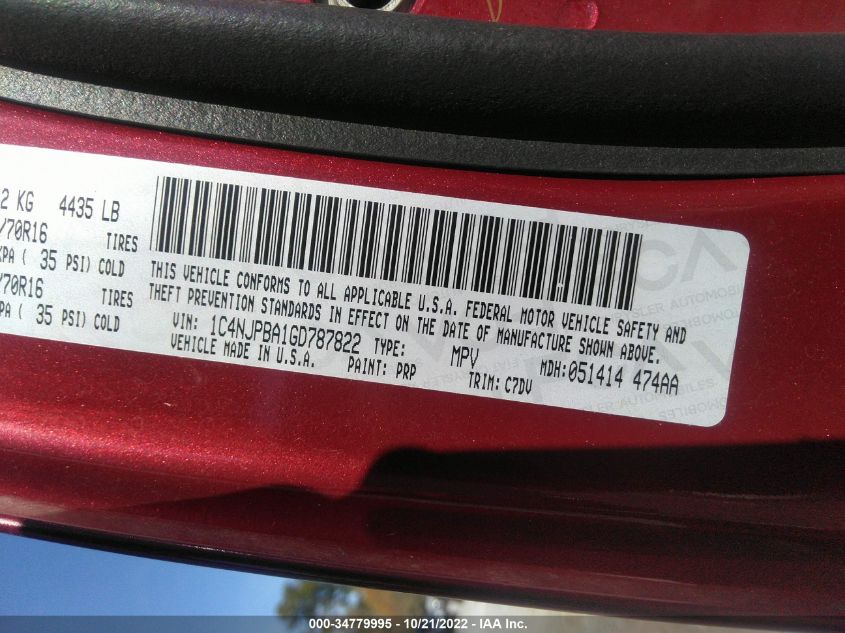 2 KG 4435 LB
/70R16 TIRES
KPA ( 35 PSI) COLD
/70R16 TIRES
KPA ( 35 PSI) COLD
THIS VEHICLE CONFORMS TO ALL APPLICABLE U.S.A. FEDERAL MOTOR VEHICLE SAFETY AND
THEFT PREVENTION STANDARDS IN EFFECT ON THE DATE OF MANUFACTURE SHOWN ABOVE.
VIN: 1C4NJPBA1GD787822 TYPE: MPV MDH:051414 474AA
VEHICLE MADE IN U.S.A. PAINT: PRP TRIM: C7DV
000-34779995 - 10/21/2022 - IAA Inc.